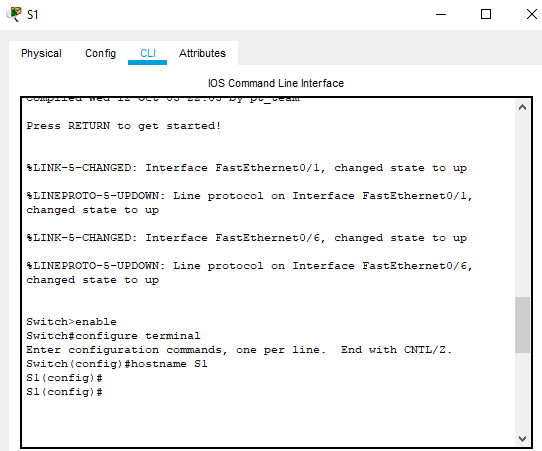 S1
Physical Config CLI Attributes
IOS Command Line Interface
Compiled Wed 12 Oct 05 22:05 by pt_team
Press RETURN to get started!
%LINK-5-CHANGED: Interface FastEthernet0/1, changed state to up
%LINEPROTO-5-UPDOWN: Line protocol on Interface FastEthernet0/1,
changed state to up
%LINK-5-CHANGED: Interface FastEthernet0/6, changed state to up
%LINEPROTO-5-UPDOWN: Line protocol on Interface FastEthernet0/6,
changed state to up
Switch>enable
Switch#configure terminal
Enter configuration commands, one per line.  End with CNTL/Z.
Switch(config)#hostname S1
S1(config)#
S1(config)#